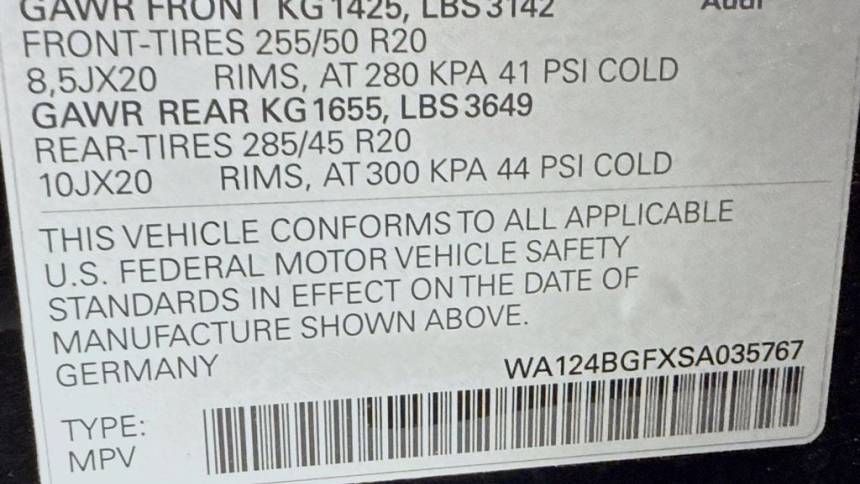 GAWR FRONT KG 1425, LBS 3142
Audi
FRONT-TIRES 255/50 R20
8,5JX20 RIMS, AT 280 KPA 41 PSI COLD
GAWR REAR KG 1655, LBS 3649
REAR-TIRES 285/45 R20
10JX20 RIMS, AT 300 KPA 44 PSI COLD
THIS VEHICLE CONFORMS TO ALL APPLICABLE
U.S. FEDERAL MOTOR VEHICLE SAFETY
STANDARDS IN EFFECT ON THE DATE OF
MANUFACTURE SHOWN ABOVE.
GERMANY
WA124BGFXSA035767
TYPE:
MPV